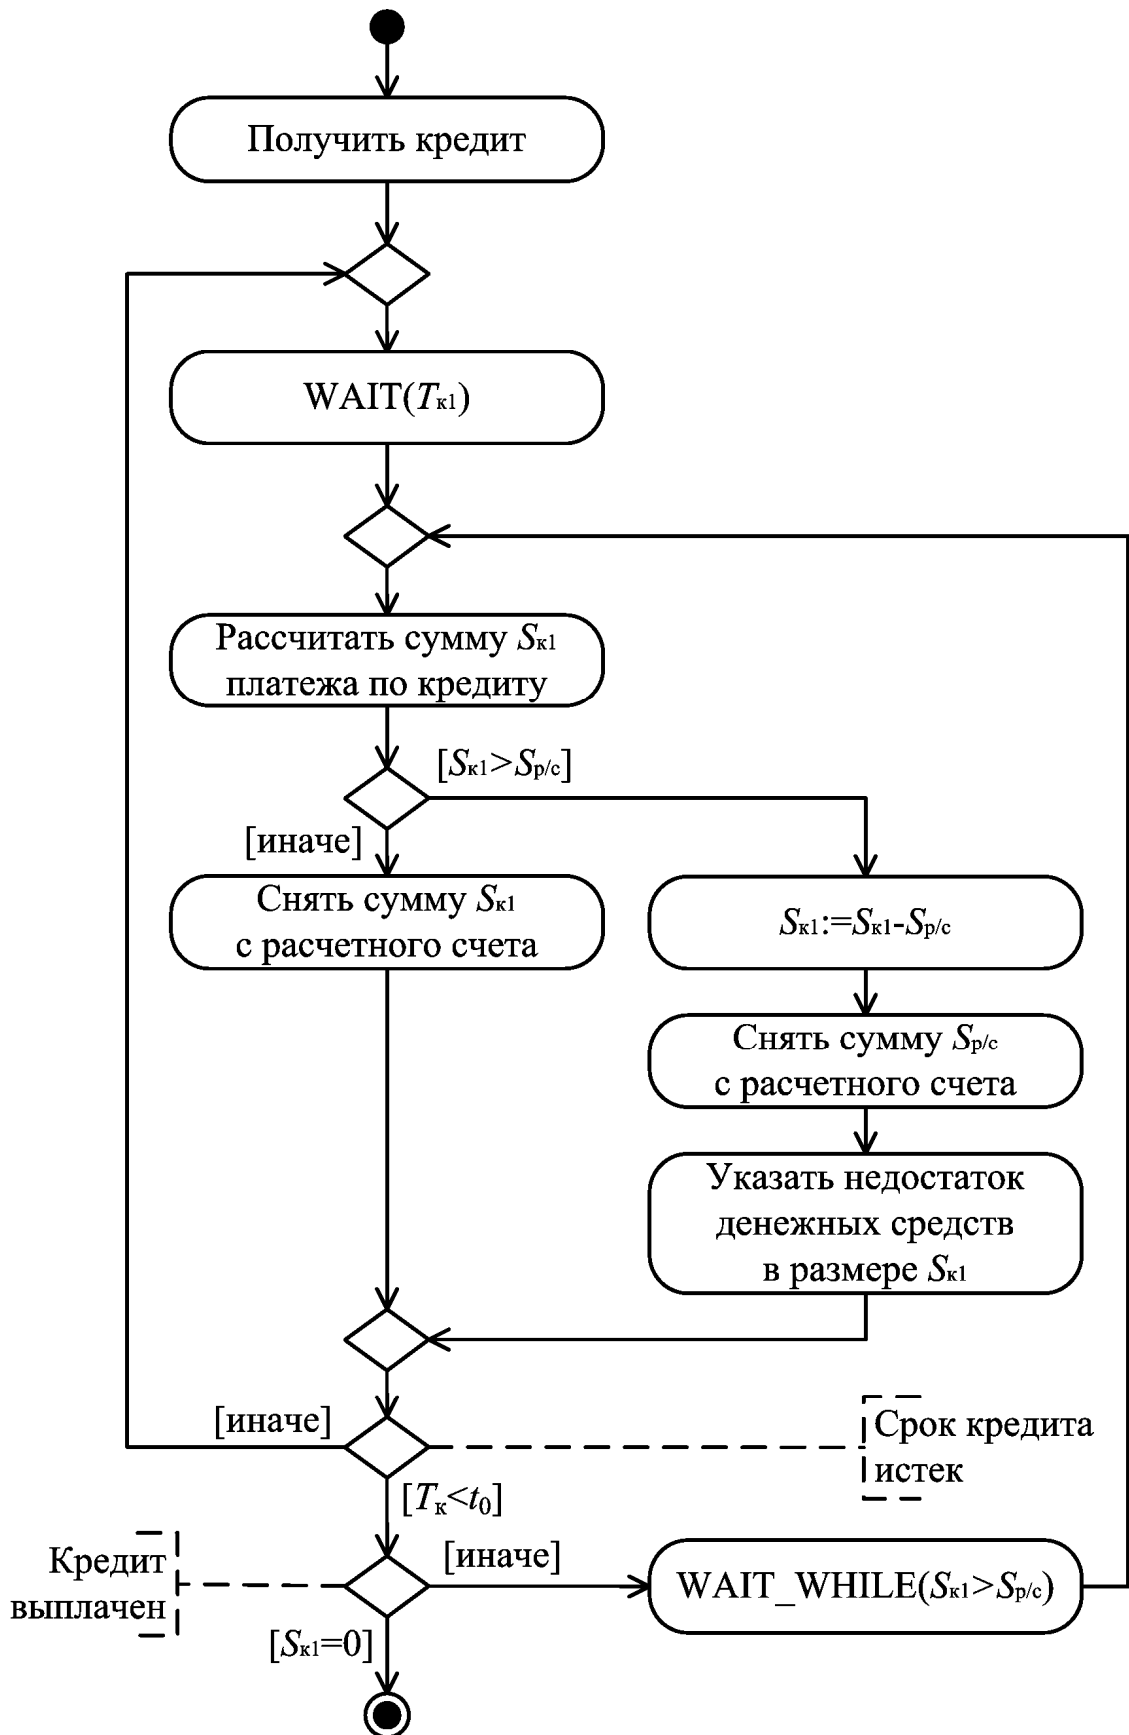 Получить кредит
WAIT(Tк1)
Рассчитать сумму Sк1
платежа по кредиту
[Sк1>Sр/с]
[иначе]
Снять сумму Sк1
с расчетного счета
Sк1:=Sк1-Sр/с
Снять сумму Sр/с
с расчетного счета
Указать недостаток
денежных средств
в размере Sк1
[иначе]
Срок кредита
истек
[Tк<t0]
Кредит
выплачен
[иначе]
WAIT_WHILE(Sк1>Sр/с)
[Sк1=0]